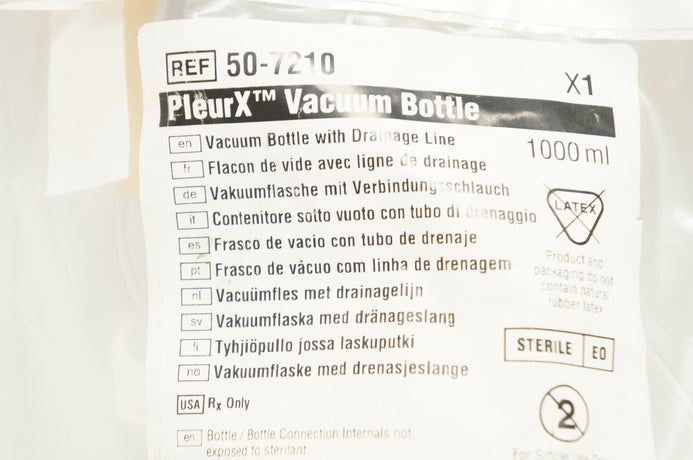 REF 50-7210
X1
PleurX™ Vacuum Bottle
1000 ml
en Vacuum Bottle with Drainage Line
fr Flacon de vide avec ligne de drainage
de Vakuumflasche mit Verbindungsschlauch
it Contenitore sotto vuoto con tubo di drenaggio
es Frasco de vacio con tubo de drenaje
pt Frasco de vácuo com linha de drenagem
nl Vacuümfles met drainagelijn
sv Vakuumflaska med dränageslang
fi Tyhjiöpullo jossa laskuputki
no Vakuumflaske med drenasjeslange
LATEX
Product and
packaging do not
contain natural
rubber latex
STERILE EO
2
USA Rx Only
en Bottle / Bottle Connection Internals not
exposed to sterilant.
For Single Use Only